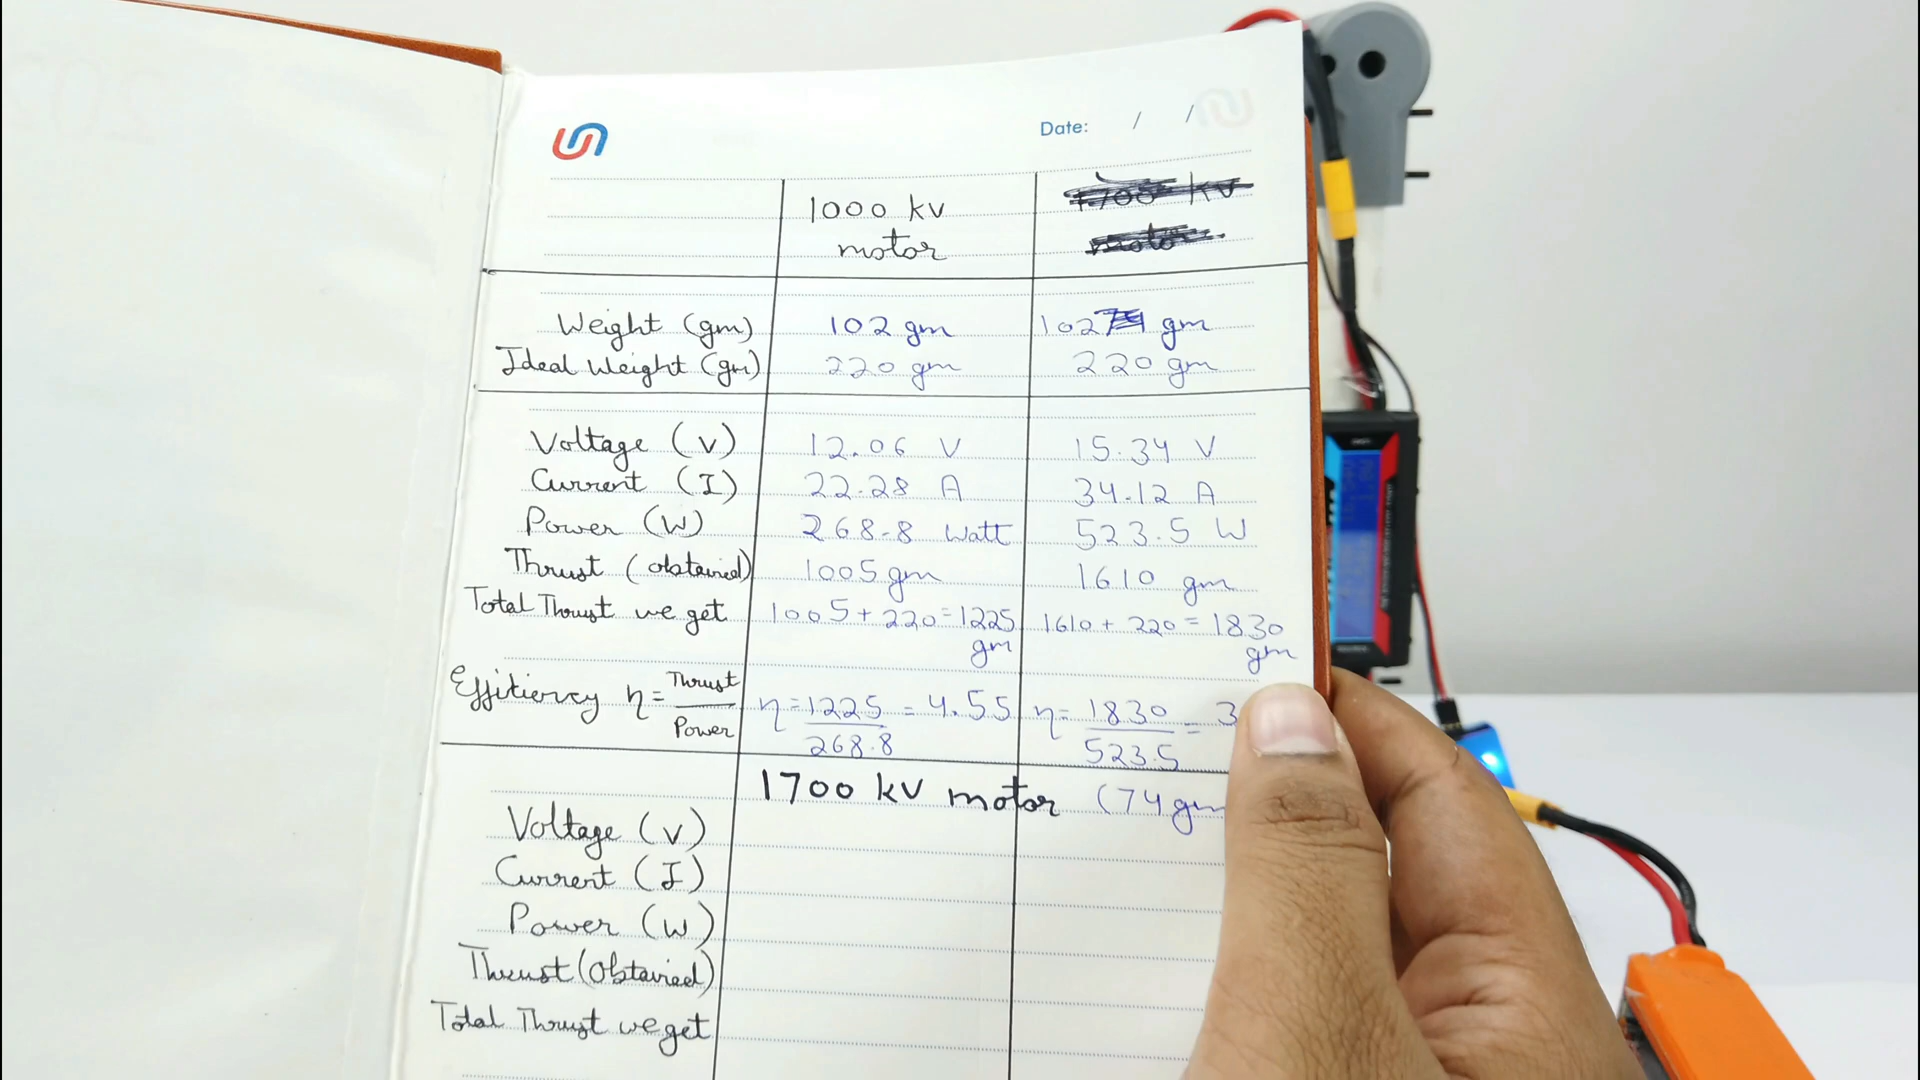 Date: / /
1000 kv
motor
1700 kv
motor
Weight (gm) 102 gm 102 gm
Ideal Weight (gm) 220 gm 220 gm
Voltage (V) 12.06 V 15.34 V
Current (I) 22.28 A 34.12 A
Power (W) 268.8 Watt 523.5 W
Thrust (obtained) 1005 gm 1610 gm
Total Thrust we get 1005 + 220 = 1225 gm 1610 + 220 = 1830 gm
Effitiency η = Thrust / Power η = 1225 / 268.8 = 4.55 η = 1830 / 523.5 = 3
1700 kV motor (74 gm
Voltage (V)
Current (I)
Power (W)
Thrust (Obtained)
Total Thrust we get